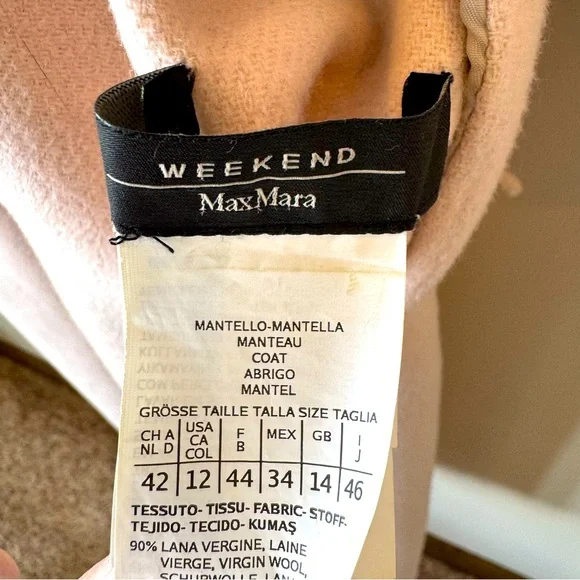 WEEKEND
MaxMara
MANTELLO-MANTELLA
MANTEAU
COAT
ABRIGO
MANTEL
GRÖSSE TAILLE TALLA SIZE TAGLIA
CH A NL D USA CA COL F B MEX GB I J
42 12 44 34 14 46
TESSUTO- TISSU- FABRIC- STOFF-
TEJIDO- TECIDO- KUMAŞ
90% LANA VERGINE, LAINE
VIERGE, VIRGIN WOOL,
SCHURWOLLE, LANA